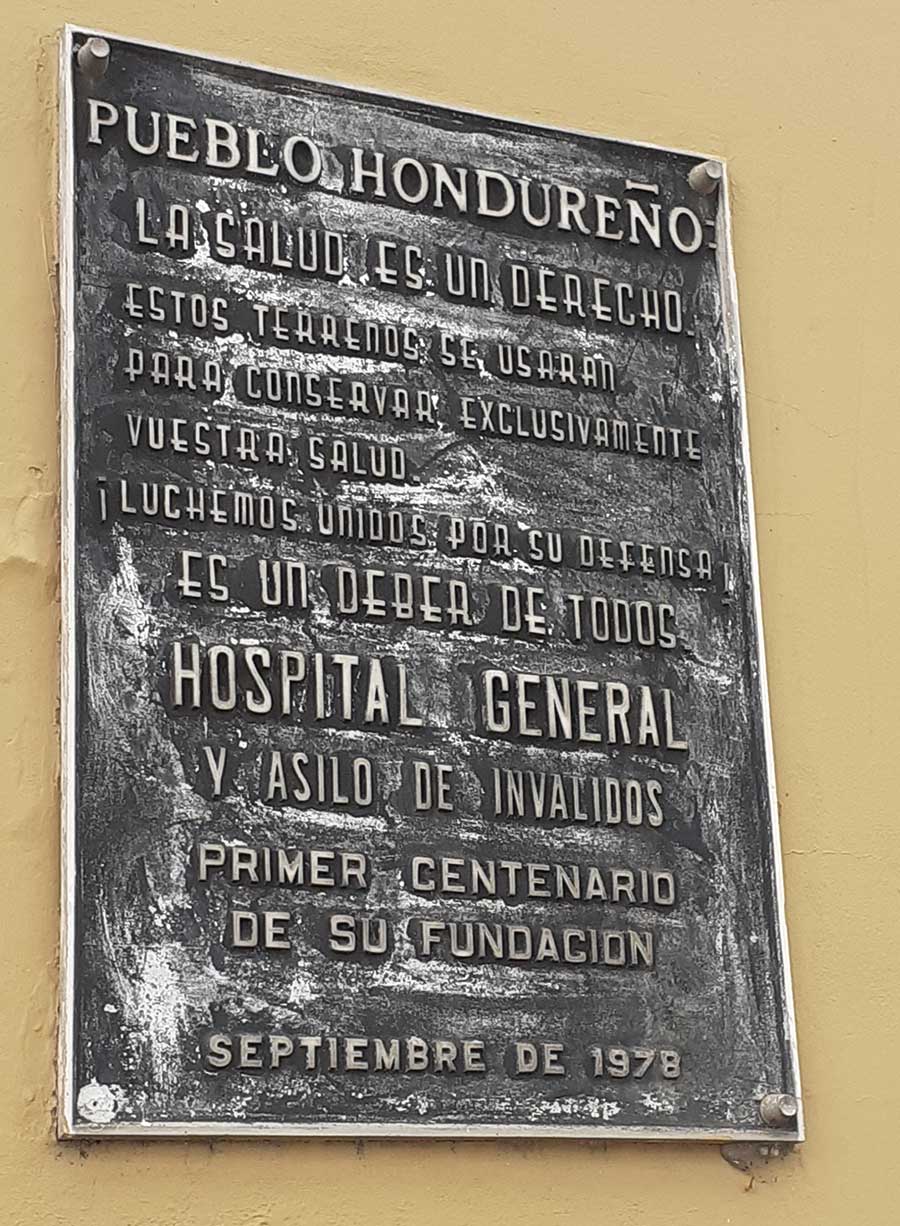 PUEBLO HONDUREÑO:
LA SALUD ES UN DERECHO.
ESTOS TERRENOS SE USARAN
PARA CONSERVAR EXCLUSIVAMENTE
VUESTRA SALUD.
¡LUCHEMOS UNIDOS POR SU DEFENSA¡
ES UN DEBER DE TODOS.
HOSPITAL GENERAL
Y ASILO DE INVALIDOS
PRIMER CENTENARIO
DE SU FUNDACION
SEPTIEMBRE DE 1978